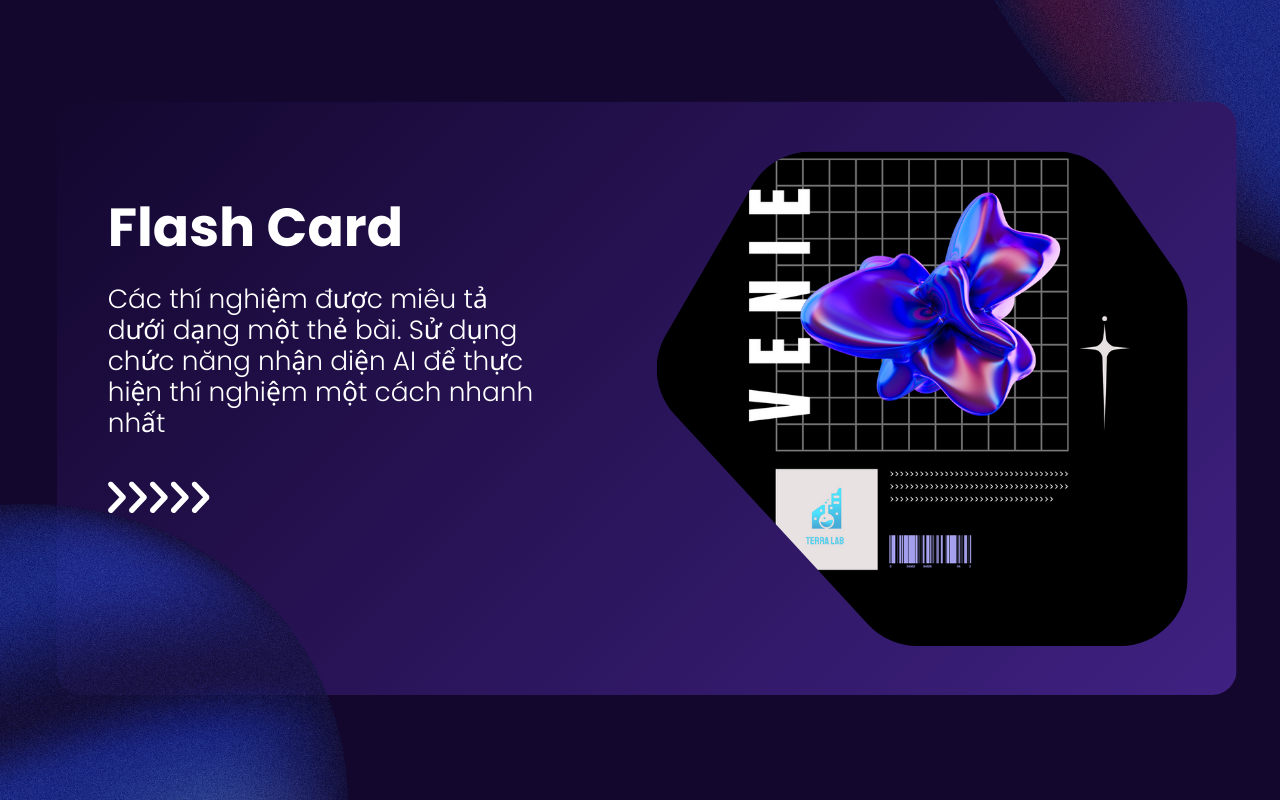 Flash Card
Các thí nghiệm được miêu tả
dưới dạng một thẻ bài. Sử dụng
chức năng nhận diện AI để thực
hiện thí nghiệm một cách nhanh
nhất
VENIE
TERRA LAB